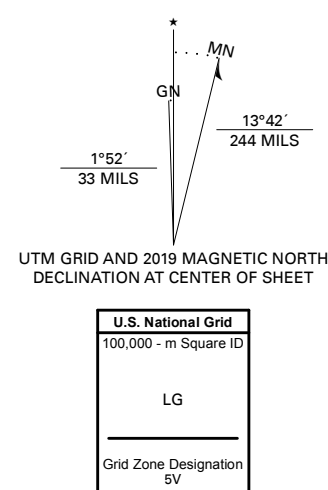 ★
MN
GN
13°42´
244 MILS
1°52´
33 MILS
UTM GRID AND 2019 MAGNETIC NORTH
DECLINATION AT CENTER OF SHEET
U.S. National Grid
100,000 - m Square ID
LG
Grid Zone Designation
5V